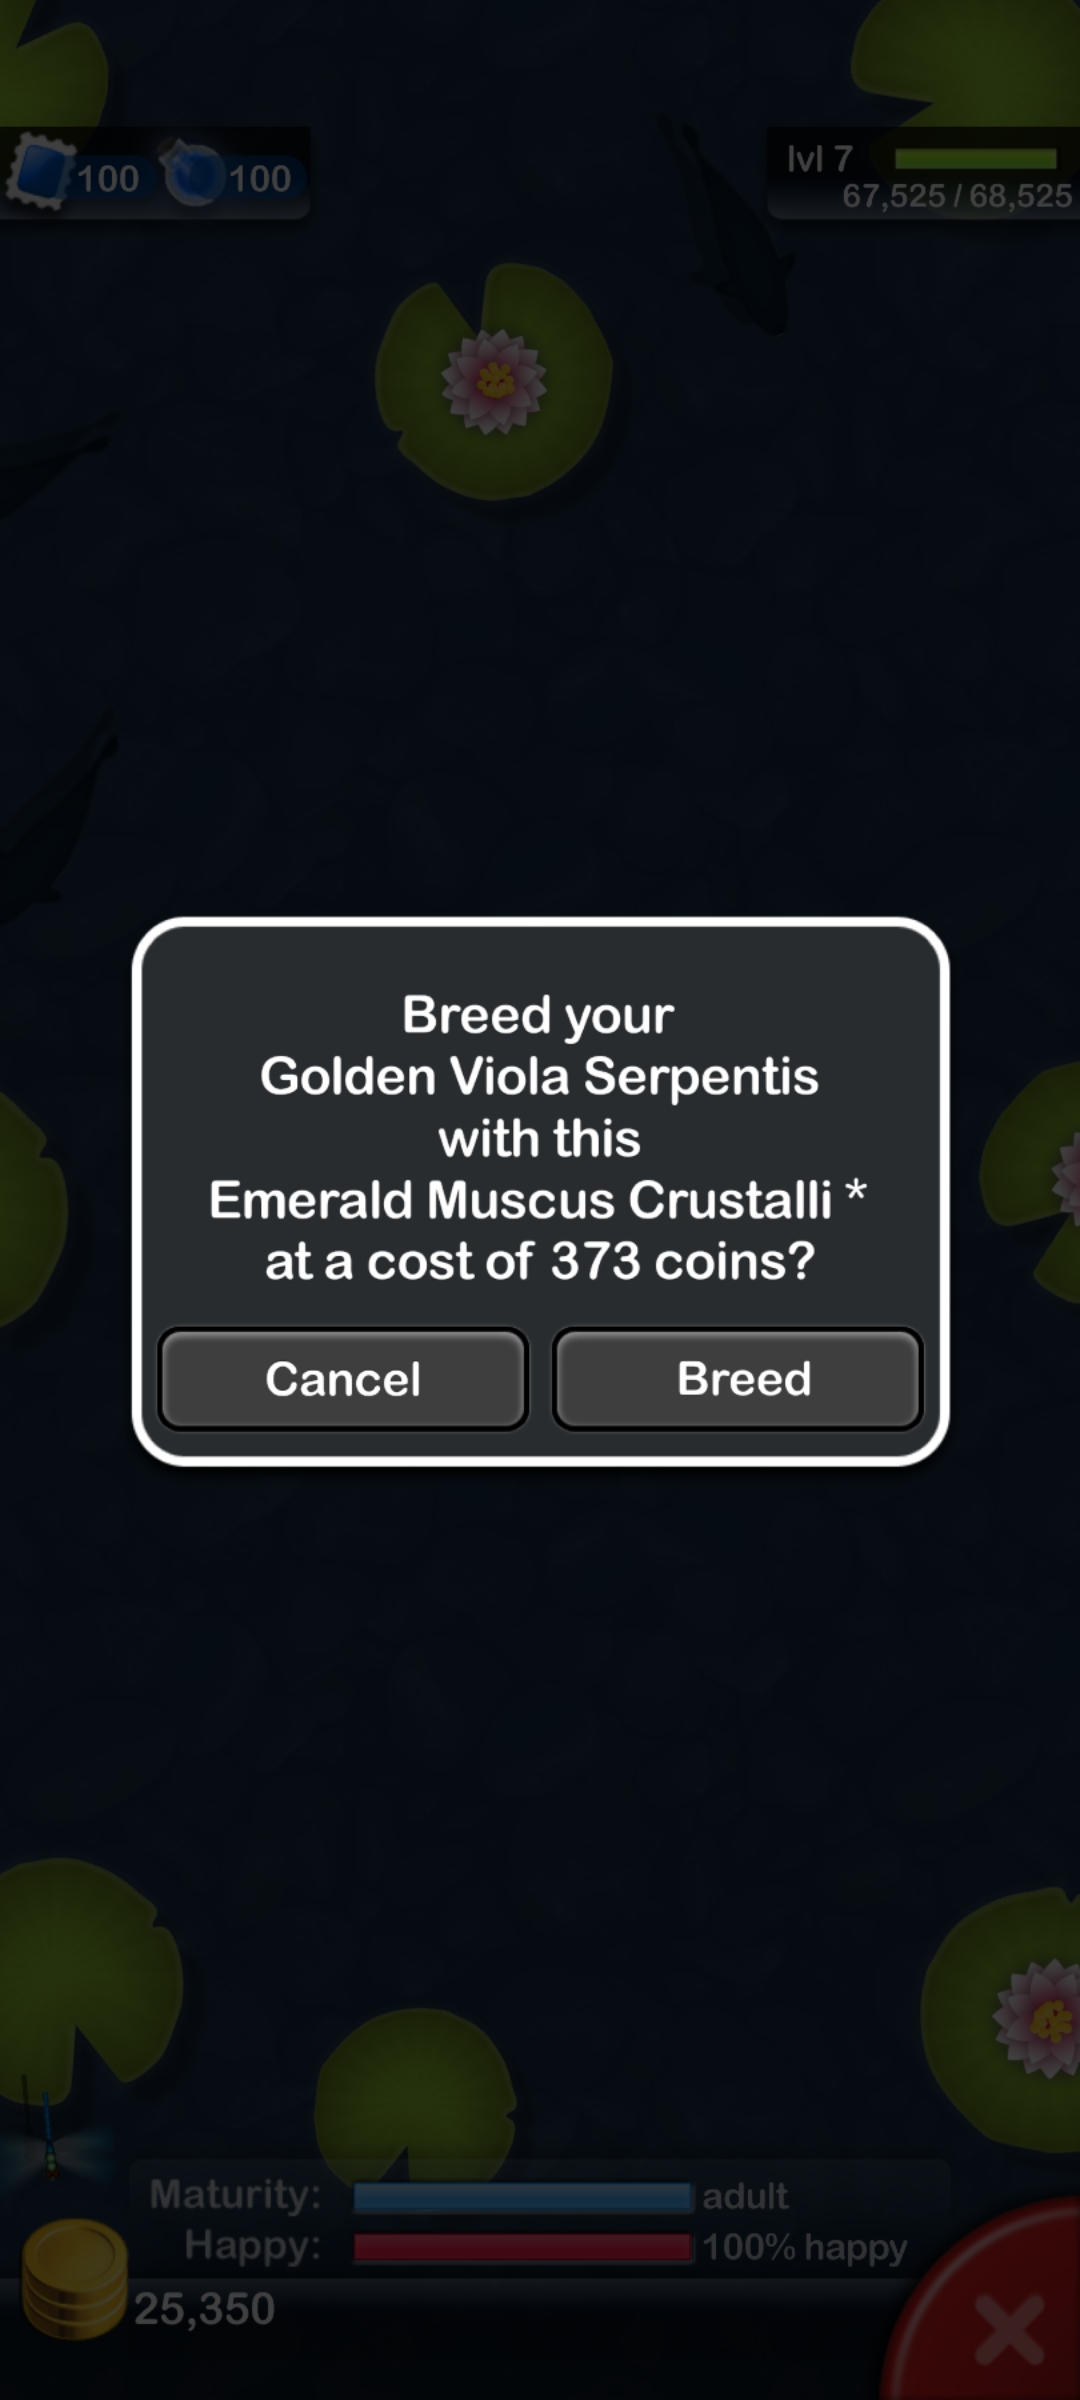 100 100
lvl 7
67,525 / 68,525
Breed your
Golden Viola Serpentis
with this
Emerald Muscus Crustalli *
at a cost of 373 coins?
Cancel Breed
Maturity: adult
Happy: 100% happy
25,350